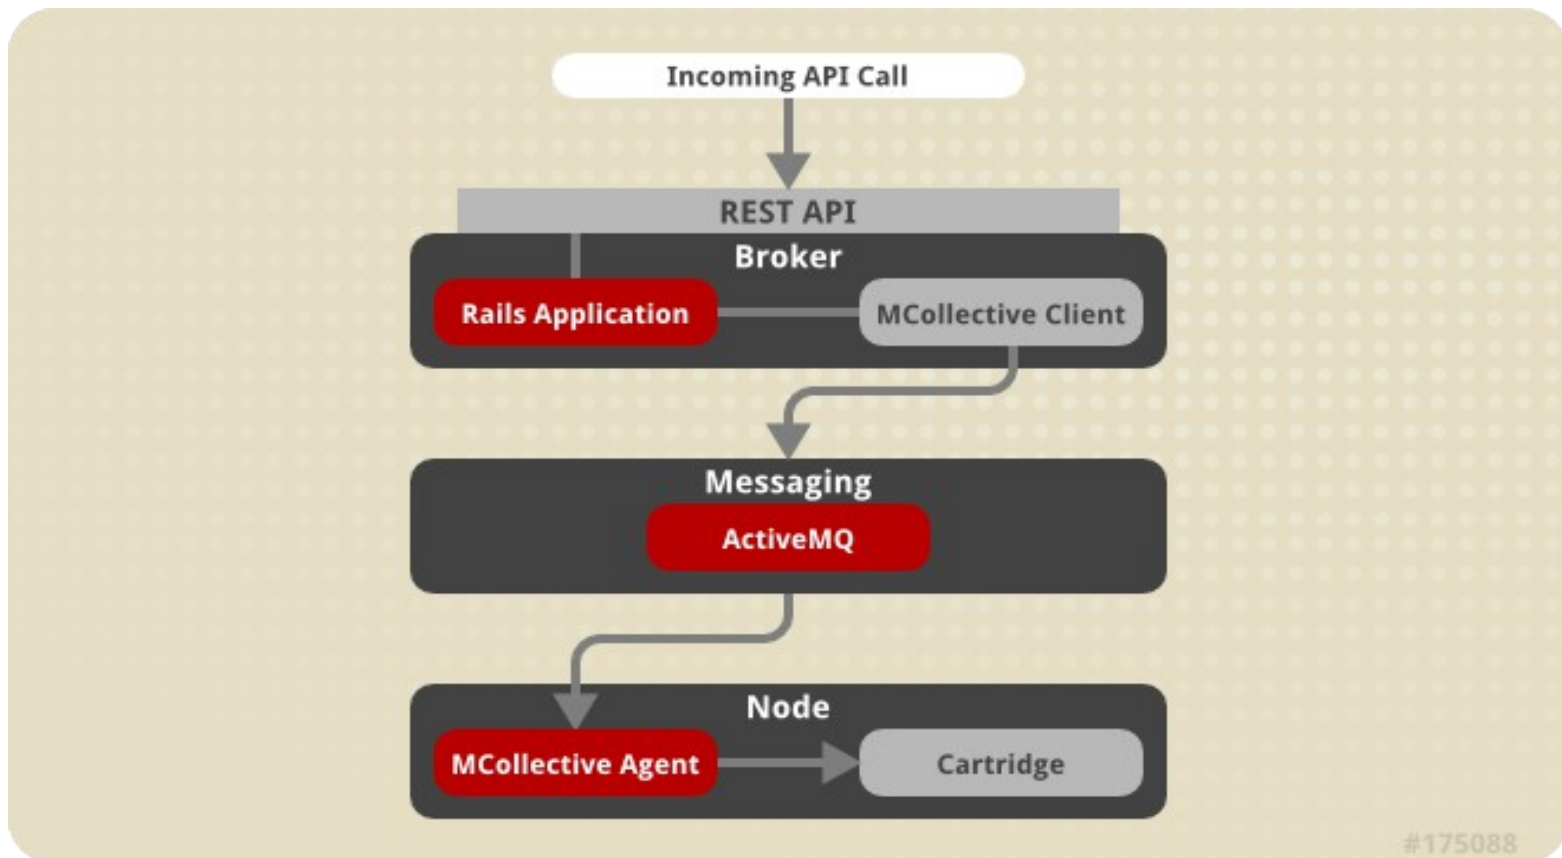 Incoming API Call
REST API
Broker
Rails Application
MCollective Client
Messaging
ActiveMQ
Node
MCollective Agent
Cartridge
#175088